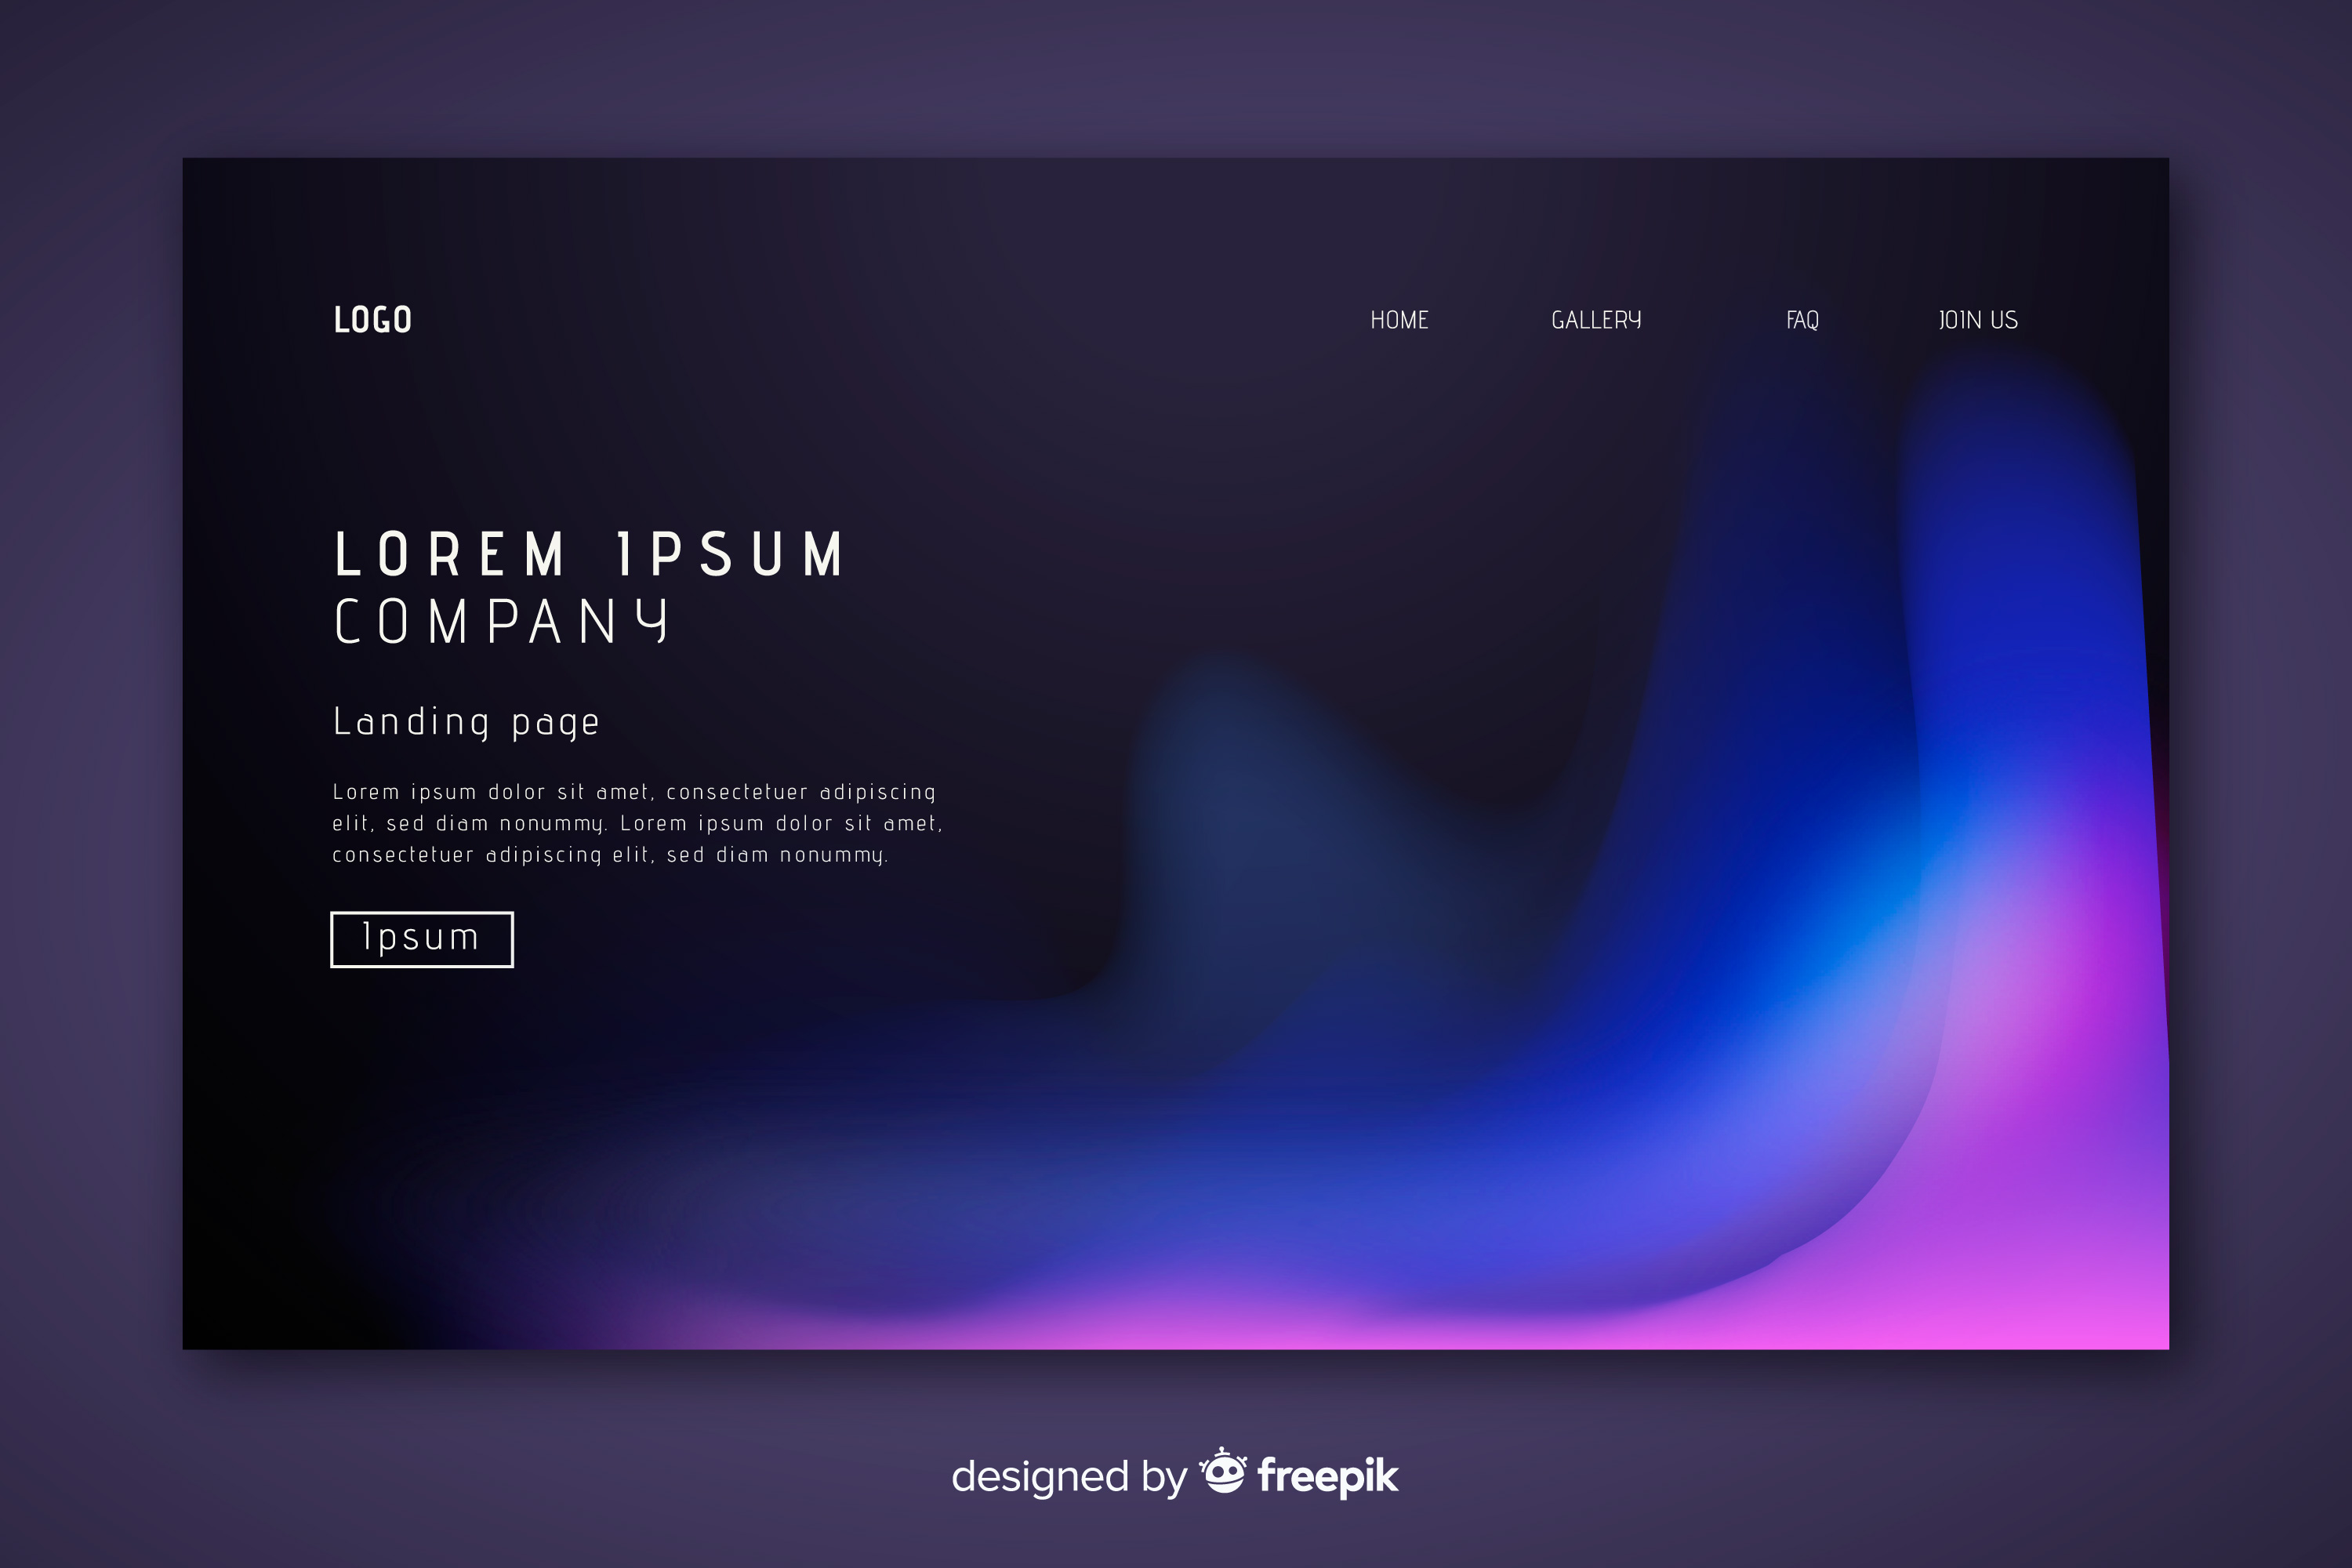 LOGO HOME GALLERY FAQ JOIN US
LOREM IPSUM
COMPANY
Landing page
Lorem ipsum dolor sit amet, consectetuer adipiscing
elit, sed diam nonummy. Lorem ipsum dolor sit amet,
consectetuer adipiscing elit, sed diam nonummy.
Ipsum
designed by freepik